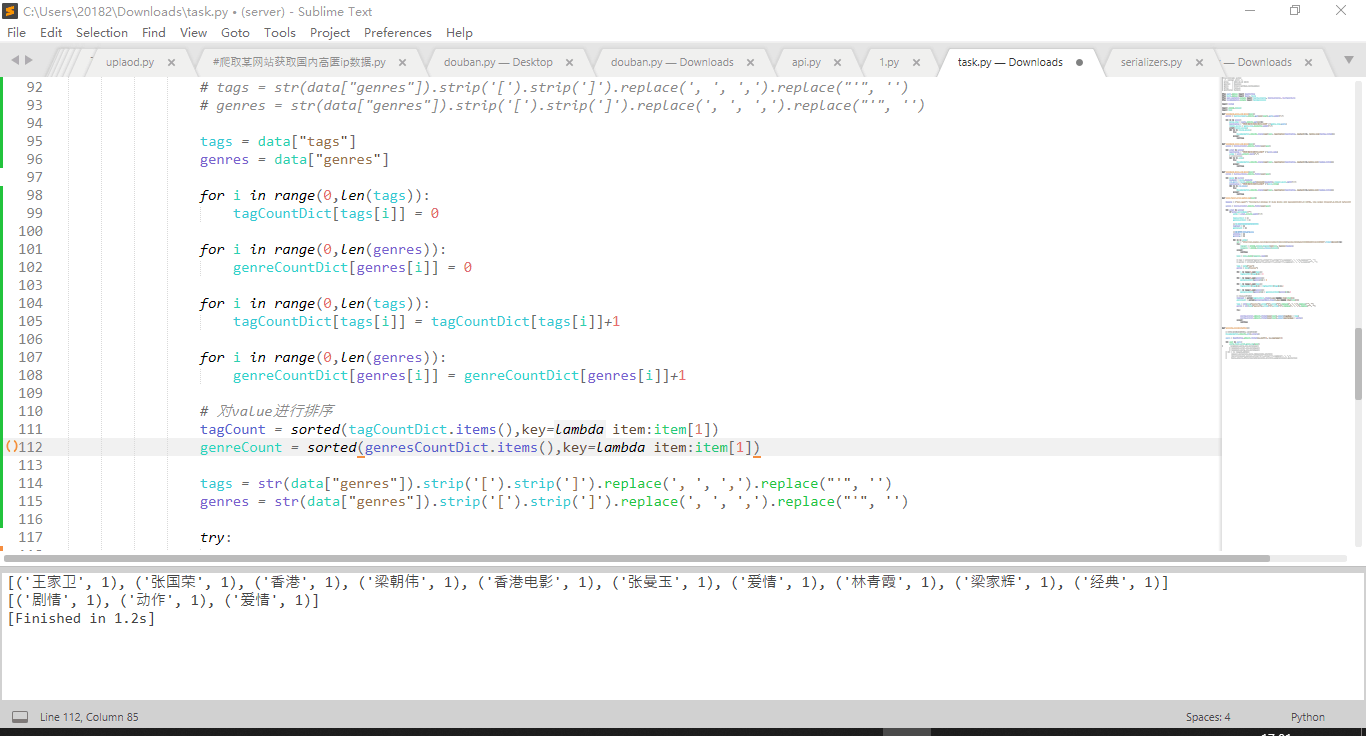 C:\Users\20182\Downloads\task.py • (server) - Sublime Text
File Edit Selection Find View Goto Tools Project Preferences Help
uplaod.py #爬取某网站获取国内高匿ip数据.py douban.py — Desktop douban.py — Downloads api.py 1.py task.py — Downloads serializers.py — Downloads
92 # tags = str(data["genres"]).strip('[').strip(']').replace(', ', ',').replace("'", '')
93 # genres = str(data["genres"]).strip('[').strip(']').replace(', ', ',').replace("'", '')
94
95 tags = data["tags"]
96 genres = data["genres"]
97
98 for i in range(0,len(tags)):
99 tagCountDict[tags[i]] = 0
100
101 for i in range(0,len(genres)):
102 genreCountDict[genres[i]] = 0
103
104 for i in range(0,len(tags)):
105 tagCountDict[tags[i]] = tagCountDict[tags[i]]+1
106
107 for i in range(0,len(genres)):
108 genreCountDict[genres[i]] = genreCountDict[genres[i]]+1
109
110 # 对value进行排序
111 tagCount = sorted(tagCountDict.items(),key=lambda item:item[1])
112 genreCount = sorted(genresCountDict.items(),key=lambda item:item[1])
113
114 tags = str(data["genres"]).strip('[').strip(']').replace(', ', ',').replace("'", '')
115 genres = str(data["genres"]).strip('[').strip(']').replace(', ', ',').replace("'", '')
116
117 try:
[('王家卫', 1), ('张国荣', 1), ('香港', 1), ('梁朝伟', 1), ('香港电影', 1), ('张曼玉', 1), ('爱情', 1), ('林青霞', 1), ('梁家辉', 1), ('经典', 1)]
[('剧情', 1), ('动作', 1), ('爱情', 1)]
[Finished in 1.2s]
Line 112, Column 85 Spaces: 4 Python